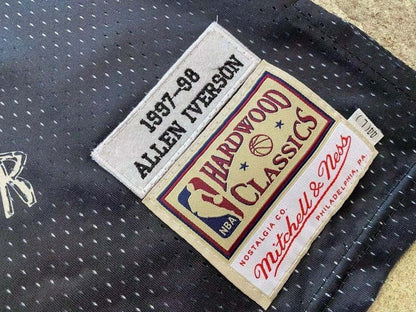 1997-98
ALLEN IVERSON
HARDWOOD
CLASSICS
NBA
NOSTALGIA CO.
Mitchell & Ness
PHILADELPHIA, PA